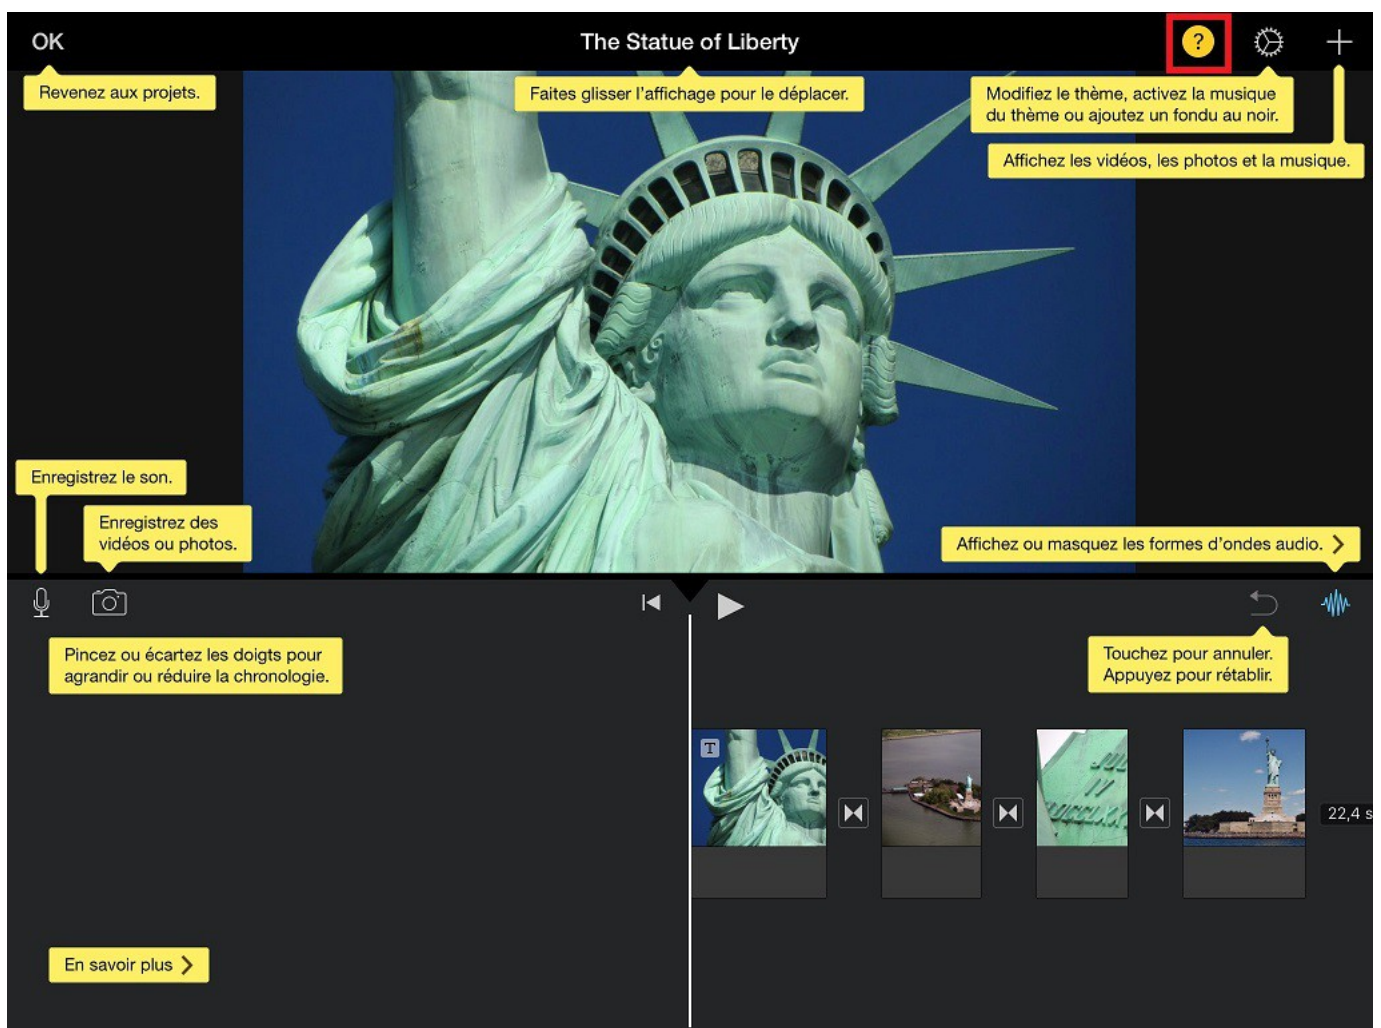 OK
The Statue of Liberty
?
Revenez aux projets.
Faites glisser l'affichage pour le déplacer.
Modifiez le thème, activez la musique
du thème ou ajoutez un fondu au noir.
Affichez les vidéos, les photos et la musique.
Enregistrez le son.
Enregistrez des
vidéos ou photos.
Affichez ou masquez les formes d'ondes audio.
Pincez ou écartez les doigts pour
agrandir ou réduire la chronologie.
Touchez pour annuler.
Appuyez pour rétablir.
T
IV
22,4 s
En savoir plus